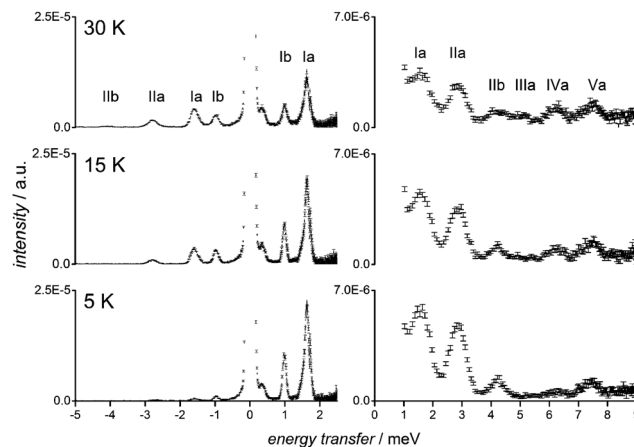 2.5E-5
30 K
IIb
IIa
Ia
Ib
Ib
Ia
0.0
7.0E-6
Ia
IIa
IIb
IIIa
IVa
Va
0.0
2.5E-5
15 K
0.0
7.0E-6
0.0
intensity / a.u.
2.5E-5
5 K
0.0
7.0E-6
0.0
-5 -4 -3 -2 -1 0 1 2
0 1 2 3 4 5 6 7 8 9
energy transfer / meV